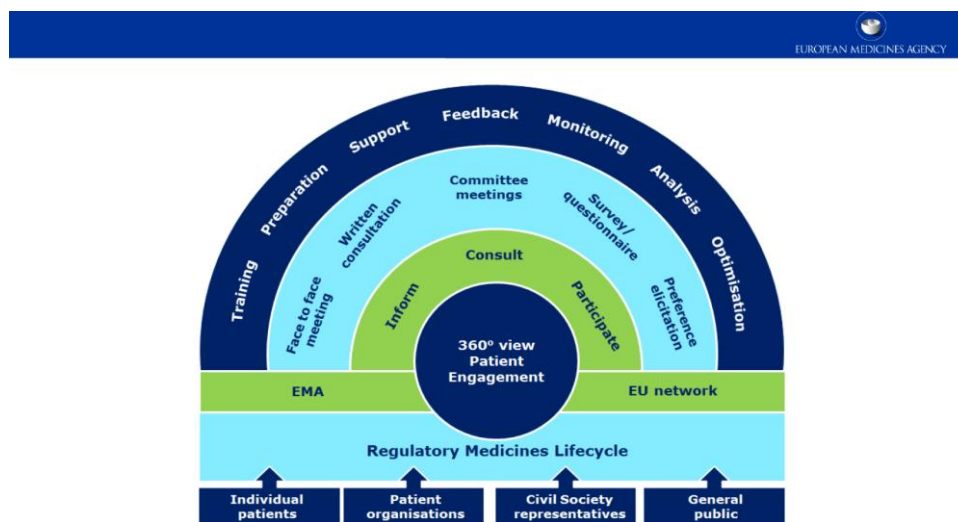 EUROPEAN MEDICINES AGENCY
Training
Preparation
Support
Feedback
Monitoring
Analysis
Optimisation
Face to face
meeting
Written
consultation
Committee
meetings
Survey/
questionnaire
Preference
elicitation
Inform
Consult
Participate
360° view
Patient
Engagement
EMA
EU network
Regulatory Medicines Lifecycle
Individual
patients
Patient
organisations
Civil Society
representatives
General
public